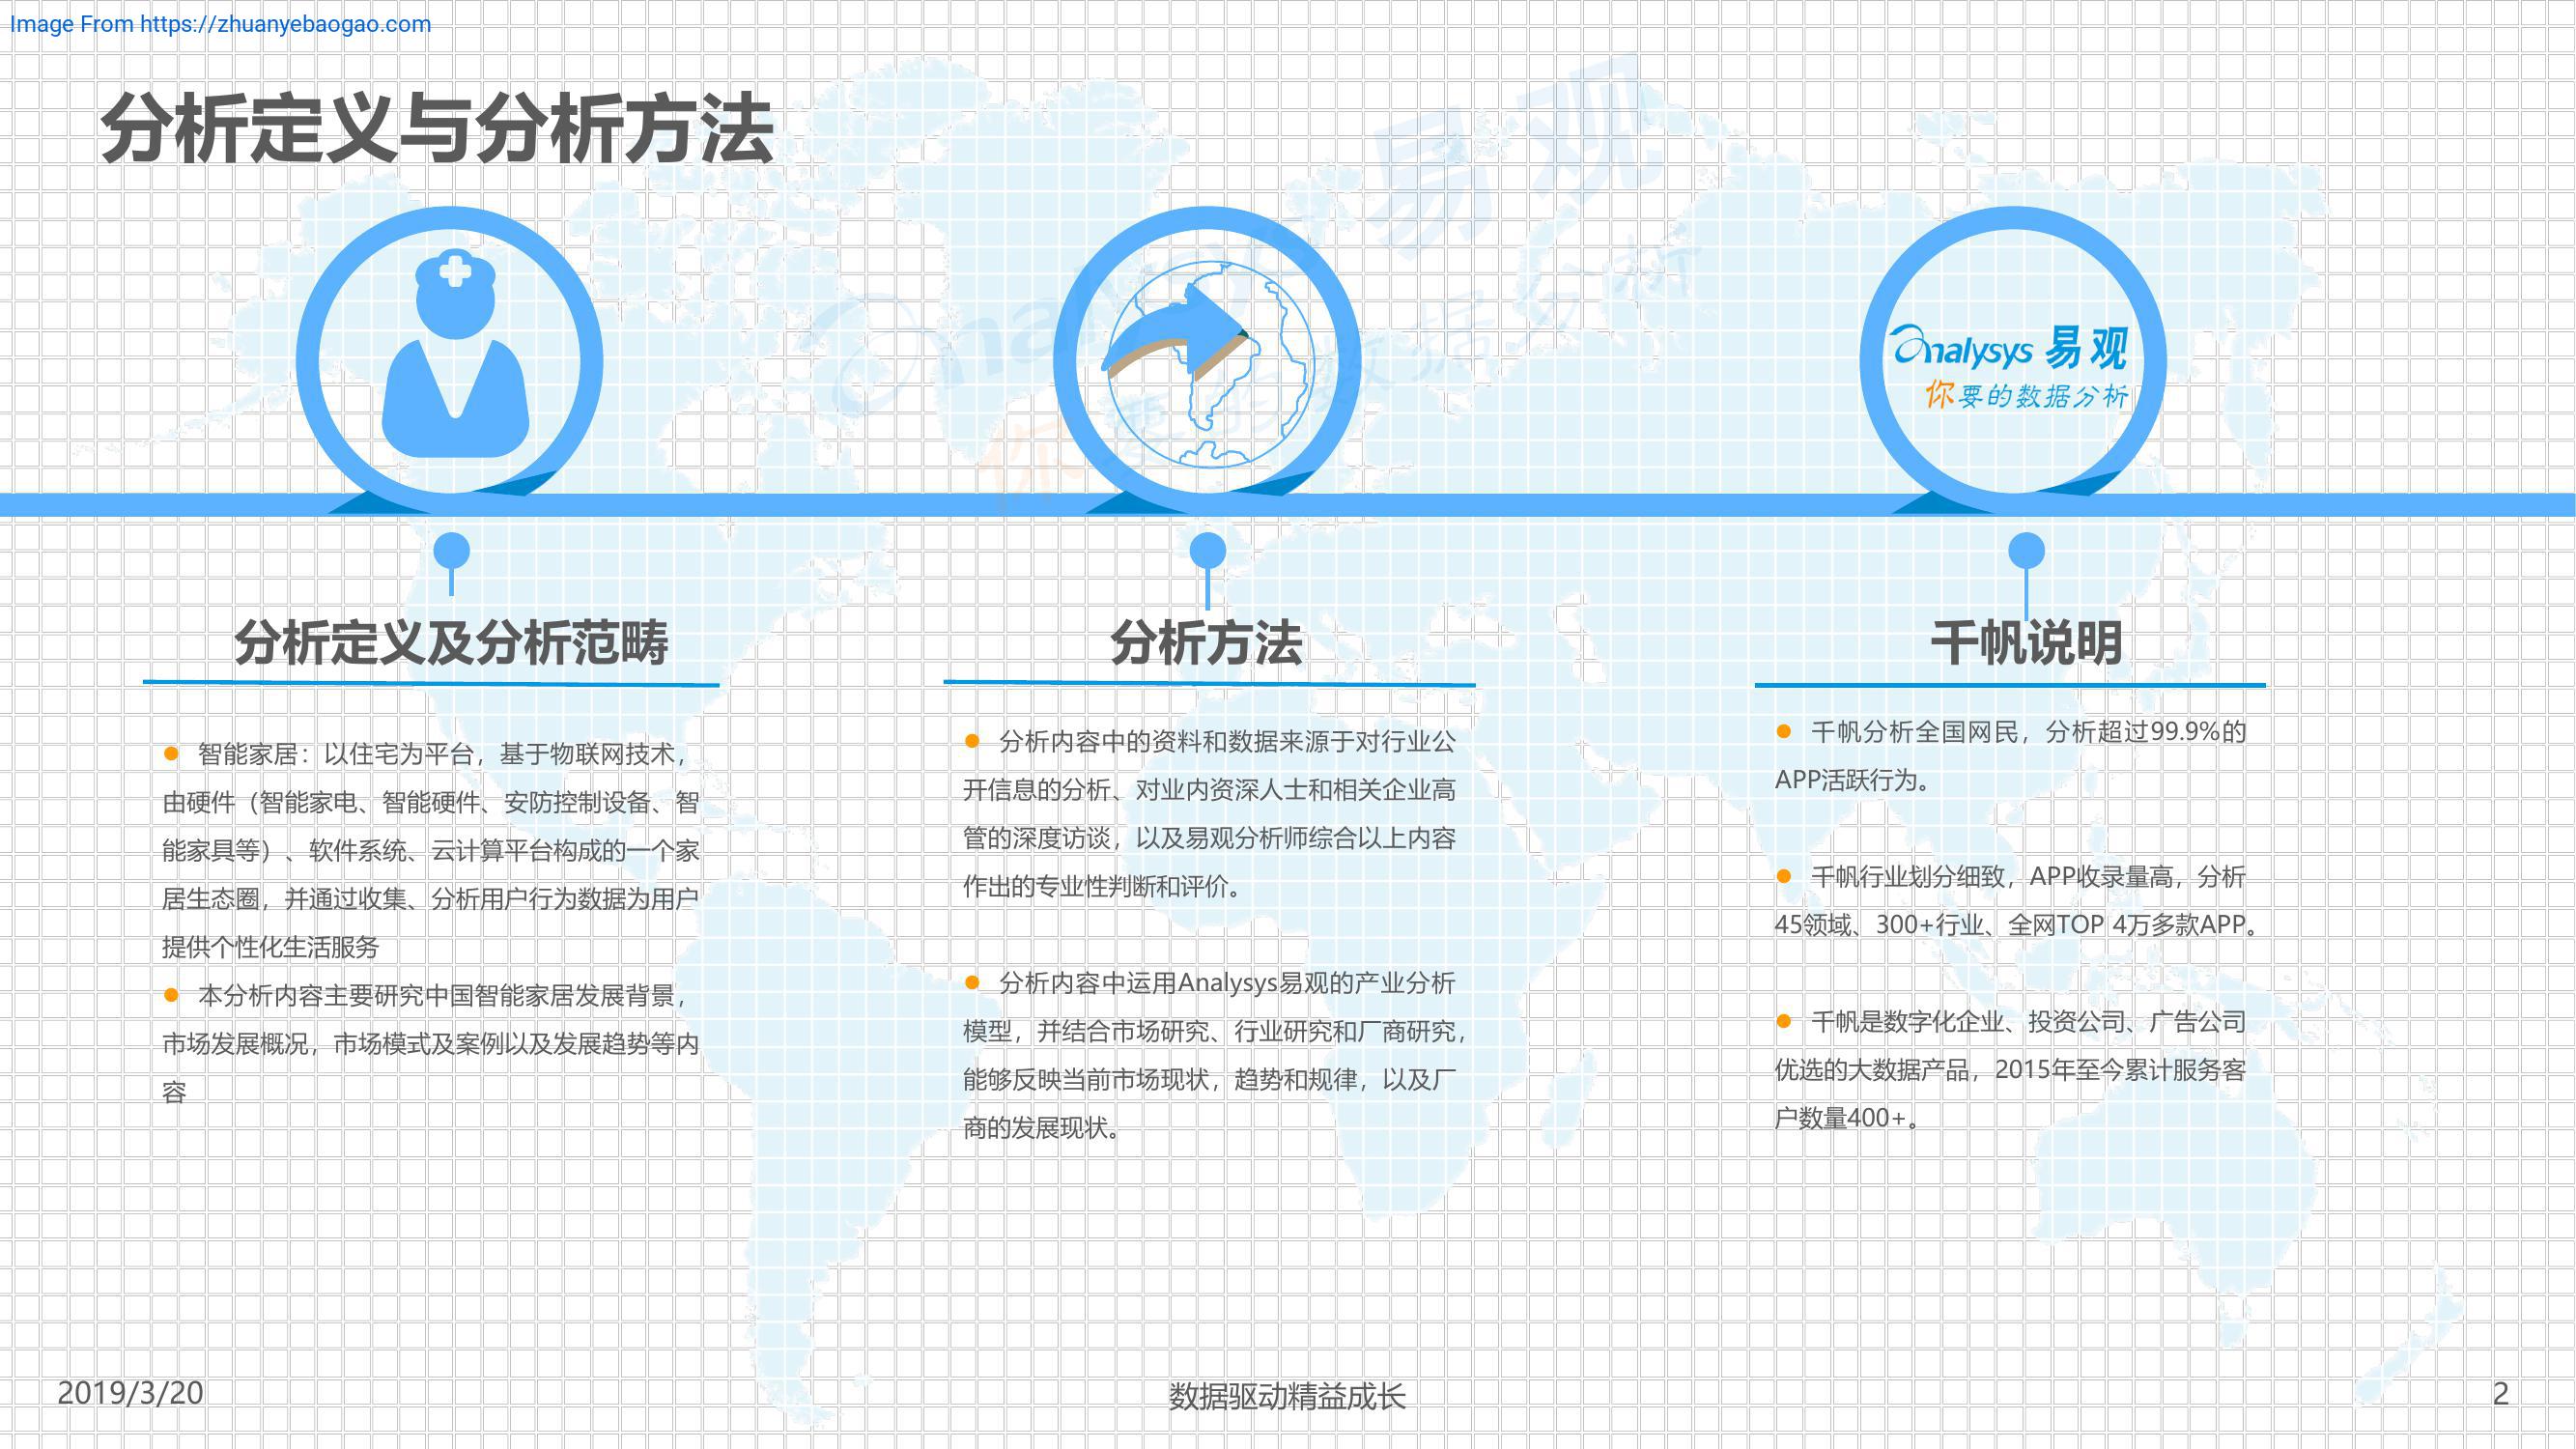 Image From https://zhuanyebaogao.com
分析定义与分析方法
Analysys 易观
你要的数据分析
Analysys 易观
你要的数据分析
分析定义及分析范畴
● 智能家居：以住宅为平台，基于物联网技术，
由硬件（智能家电、智能硬件、安防控制设备、智
能家具等）、软件系统、云计算平台构成的一个家
居生态圈，并通过收集、分析用户行为数据为用户
提供个性化生活服务
● 本分析内容主要研究中国智能家居发展背景，
市场发展概况，市场模式及案例以及发展趋势等内
容
分析方法
● 分析内容中的资料和数据来源于对行业公
开信息的分析、对业内资深人士和相关企业高
管的深度访谈，以及易观分析师综合以上内容
作出的专业性判断和评价。
● 分析内容中运用Analysys易观的产业分析
模型，并结合市场研究、行业研究和厂商研究，
能够反映当前市场现状，趋势和规律，以及厂
商的发展现状。
千帆说明
● 千帆分析全国网民，分析超过99.9%的
APP活跃行为。
● 千帆行业划分细致，APP收录量高，分析
45领域、300+行业、全网TOP 4万多款APP。
● 千帆是数字化企业、投资公司、广告公司
优选的大数据产品，2015年至今累计服务客
户数量400+。
2019/3/20
数据驱动精益成长
2